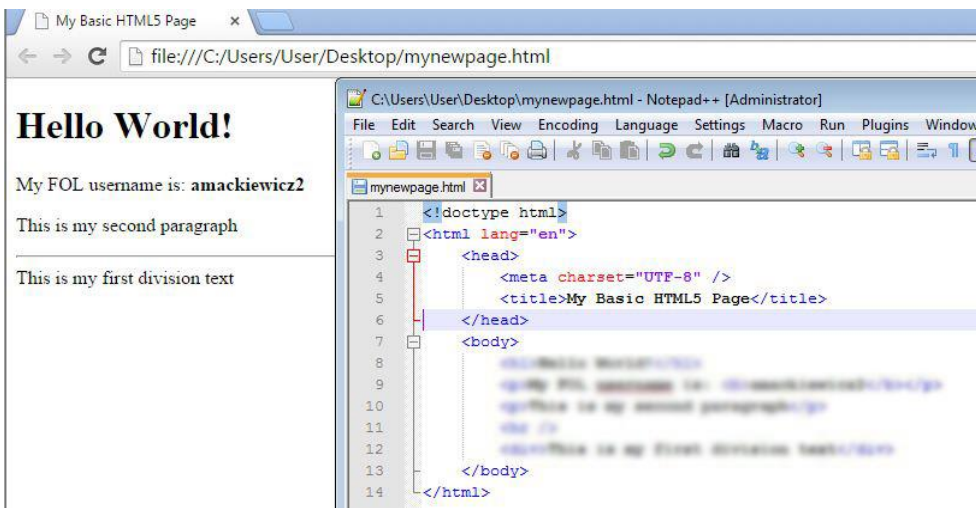 My Basic HTML5 Page
file:///C:/Users/User/Desktop/mynewpage.html
Hello World!
My FOL username is: amackiewicz2
This is my second paragraph
This is my first division text
C:\Users\User\Desktop\mynewpage.html - Notepad++ [Administrator]
File Edit Search View Encoding Language Settings Macro Run Plugins Window
mynewpage.html
1 <!doctype html>
2 <html lang="en">
3 <head>
4 <meta charset="UTF-8" />
5 <title>My Basic HTML5 Page</title>
6 </head>
7 <body>
8
9
10
11
12
13 </body>
14 </html>